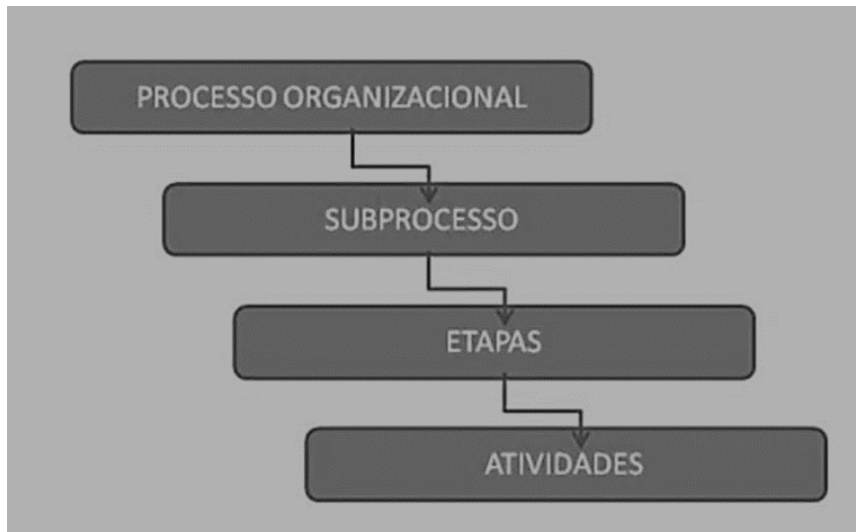 PROCESSO ORGANIZACIONAL
SUBPROCESSO
ETAPAS
ATIVIDADES